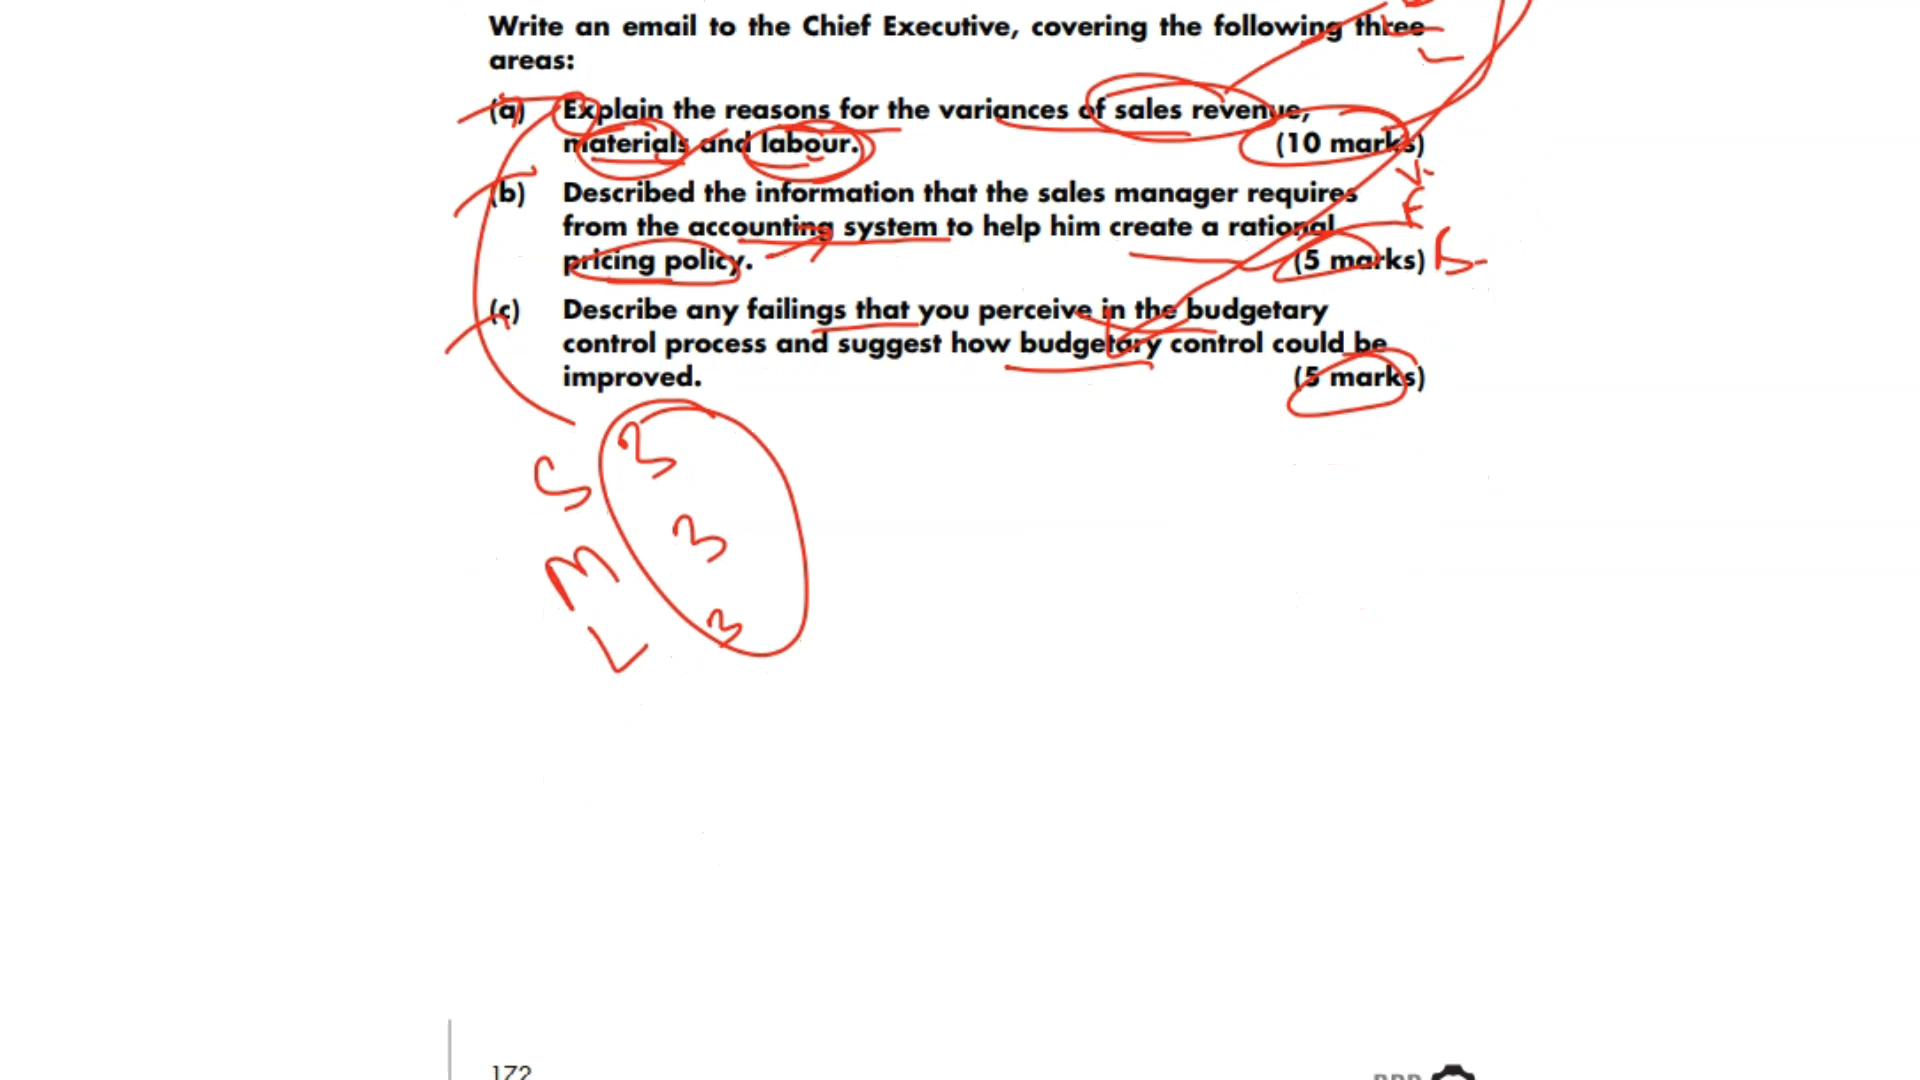 Write an email to the Chief Executive, covering the following three
areas:
(a) Explain the reasons for the variances of sales revenue,
materials and labour. (10 marks)
(b) Described the information that the sales manager requires
from the accounting system to help him create a rational
pricing policy. (5 marks)
(c) Describe any failings that you perceive in the budgetary
control process and suggest how budgetary control could be
improved. (5 marks)
S 3
M 3
L 3
172